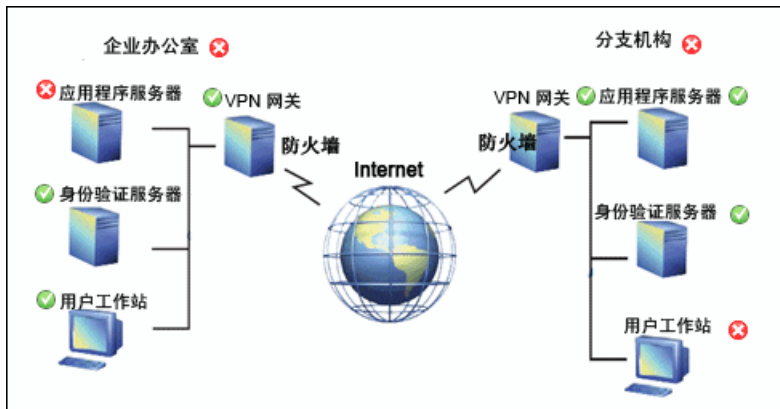 企业办公室
分支机构
应用程序服务器
VPN 网关
VPN 网关
应用程序服务器
防火墙
Internet
防火墙
身份验证服务器
身份验证服务器
用户工作站
用户工作站